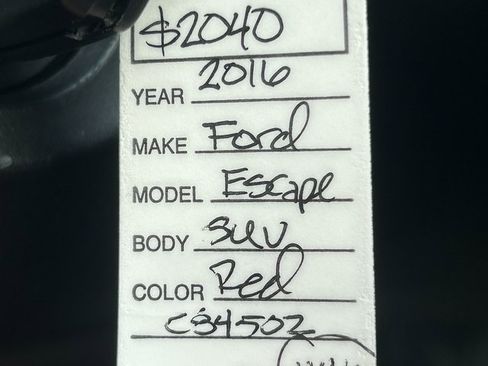 $2040
YEAR 2016
MAKE Ford
MODEL Escape
BODY SUV
COLOR Red
C34502